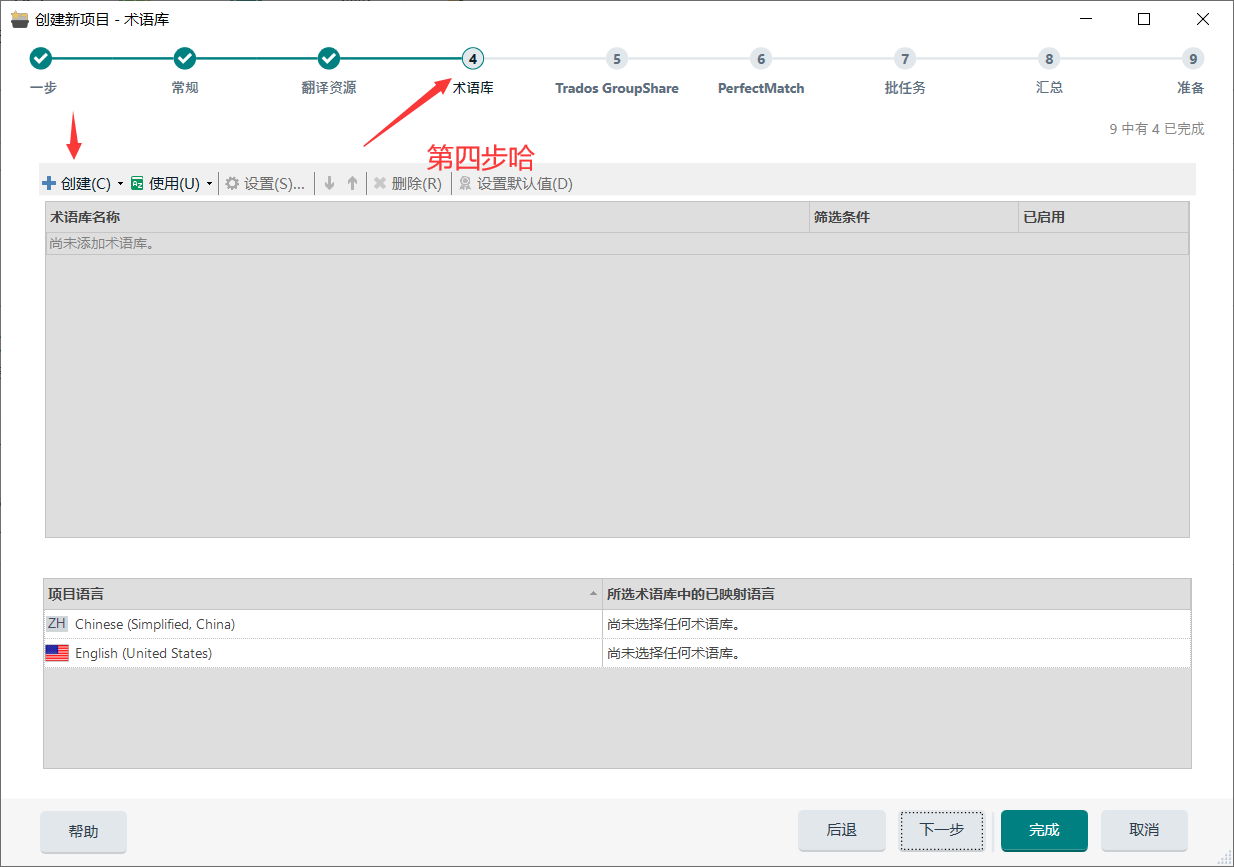 创建新项目 - 术语库
4 5 6 7 8 9
一步 常规 翻译资源 术语库 Trados GroupShare PerfectMatch 批任务 汇总 准备
9 中有 4 已完成
第四步哈
创建(C) 使用(U) 设置(S)... 删除(R) 设置默认值(D)
术语库名称 筛选条件 已启用
尚未添加术语库。
项目语言 所选术语库中的已映射语言
ZH Chinese (Simplified, China) 尚未选择任何术语库。
English (United States) 尚未选择任何术语库。
帮助 后退 下一步 完成 取消